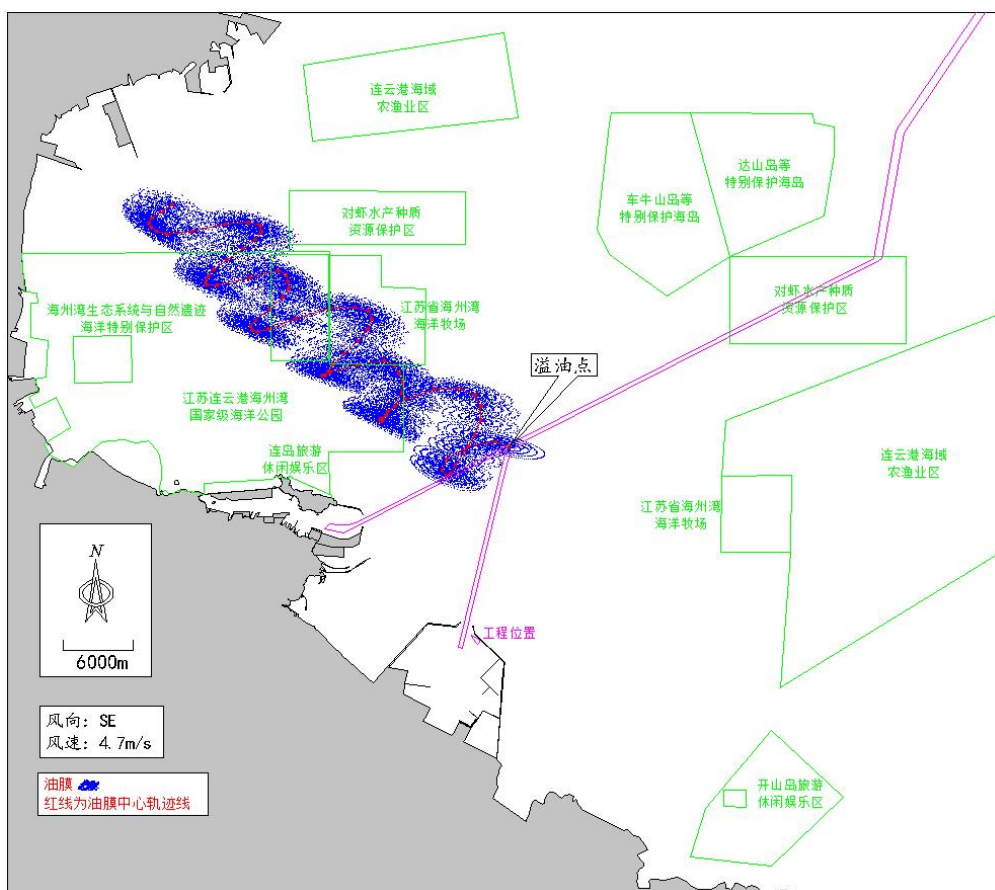 连云港海域
农渔业区
达山岛等
特别保护海岛
车牛山岛等
特别保护海岛
对虾水产种质
资源保护区
对虾水产种质
资源保护区
海州湾生态系统与自然遗迹
海洋特别保护区
江苏省海州湾
海洋牧场
溢油点
江苏连云港海州湾
国家级海洋公园
连岛旅游
休闲娱乐区
连云港海域
农渔业区
江苏省海州湾
海洋牧场
N
6000m
工程位置
风向: SE
风速: 4.7m/s
油膜
红线为油膜中心轨迹线
开山岛旅游
休闲娱乐区